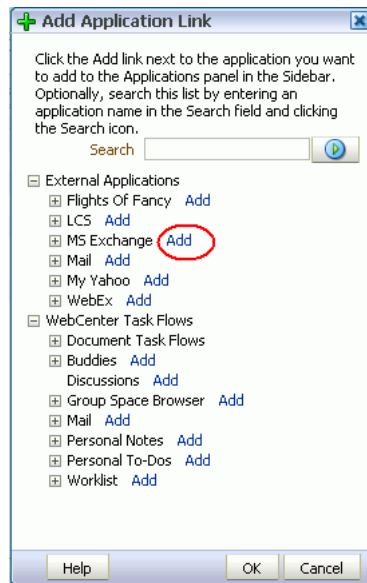 Add Application Link
Click the Add link next to the application you want
to add to the Applications panel in the Sidebar.
Optionally, search this list by entering an
application name in the Search field and clicking
the Search icon.
Search
External Applications
Flights Of Fancy Add
LCS Add
MS Exchange Add
Mail Add
My Yahoo Add
WebEx Add
WebCenter Task Flows
Document Task Flows
Buddies Add
Discussions Add
Group Space Browser Add
Mail Add
Personal Notes Add
Personal To-Dos Add
Worklist Add
Help OK Cancel